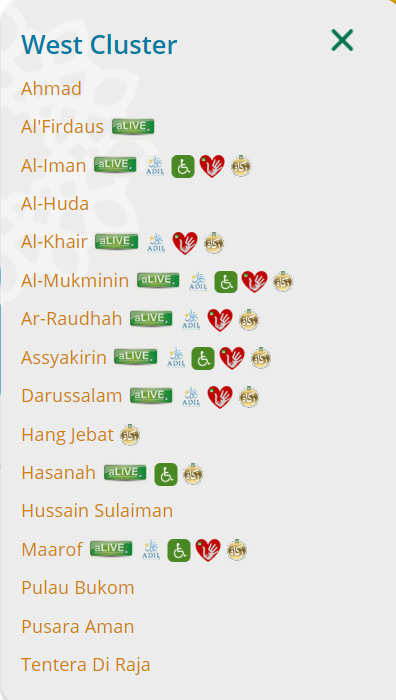 West Cluster
Ahmad
Al'Firdaus aLIVE.
Al-Iman aLIVE. ADIL
Al-Huda
Al-Khair aLIVE. ADIL
Al-Mukminin aLIVE. ADIL
Ar-Raudhah aLIVE. ADIL
Assyakirin aLIVE. ADIL
Darussalam aLIVE. ADIL
Hang Jebat
Hasanah aLIVE.
Hussain Sulaiman
Maarof aLIVE. ADIL
Pulau Bukom
Pusara Aman
Tentera Di Raja